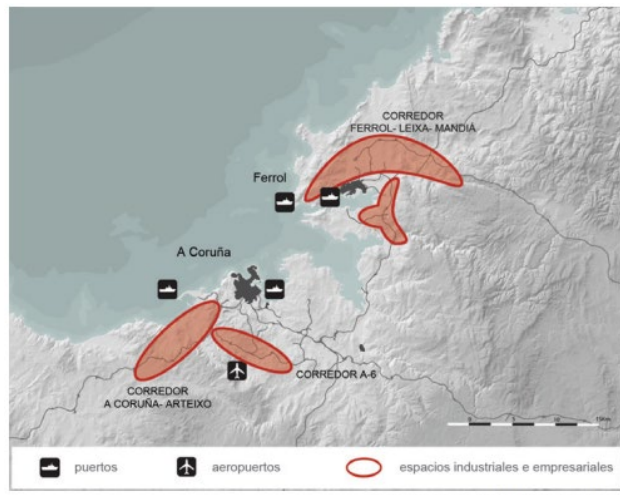 CORREDOR
FERROL- LEIXA- MANDIÁ
Ferrol
A Coruña
CORREDOR A-6
CORREDOR
A CORUÑA- ARTEIXO
puertos
aeropuertos
espacios industriales e empresariales